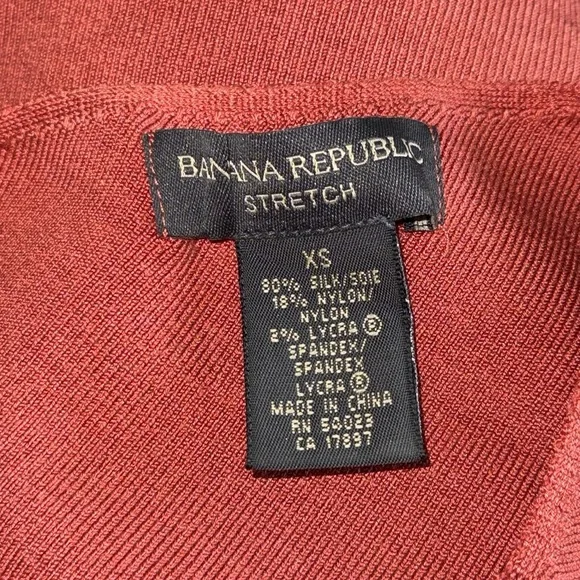 BANANA REPUBLIC
STRETCH
XS
80% SILK/SOIE
18% NYLON/
NYLON
2% LYCRA ®
SPANDEX/
SPANDEX
LYCRA ®
MADE IN CHINA
RN 54023
CA 17897